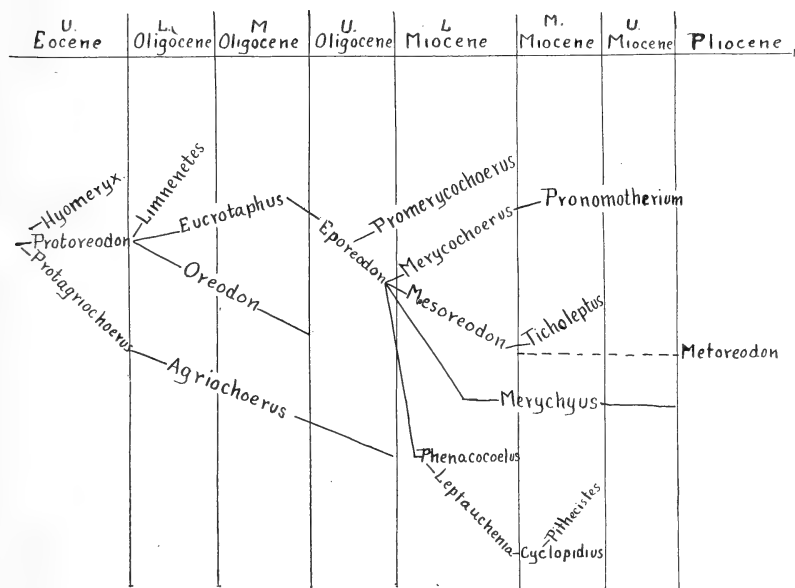 U. Eocene
L. Oligocene
M Oligocene
U. Oligocene
L Miocene
M. Miocene
U. Miocene
Pliocene
Hyomeryx.
Limnenetes
Protoreodon
Protagriochoerus
Eucrotaphus
Oreodon
Agriochoerus
Eporeodon
Promerycochoerus
Merycochoerus
Pronomotherium
Mesoreodon
Ticholeptus
Metoreodon
Merychyus
Phenacocoelus
Leptauchenia
Pithecistes
Cyclopidius